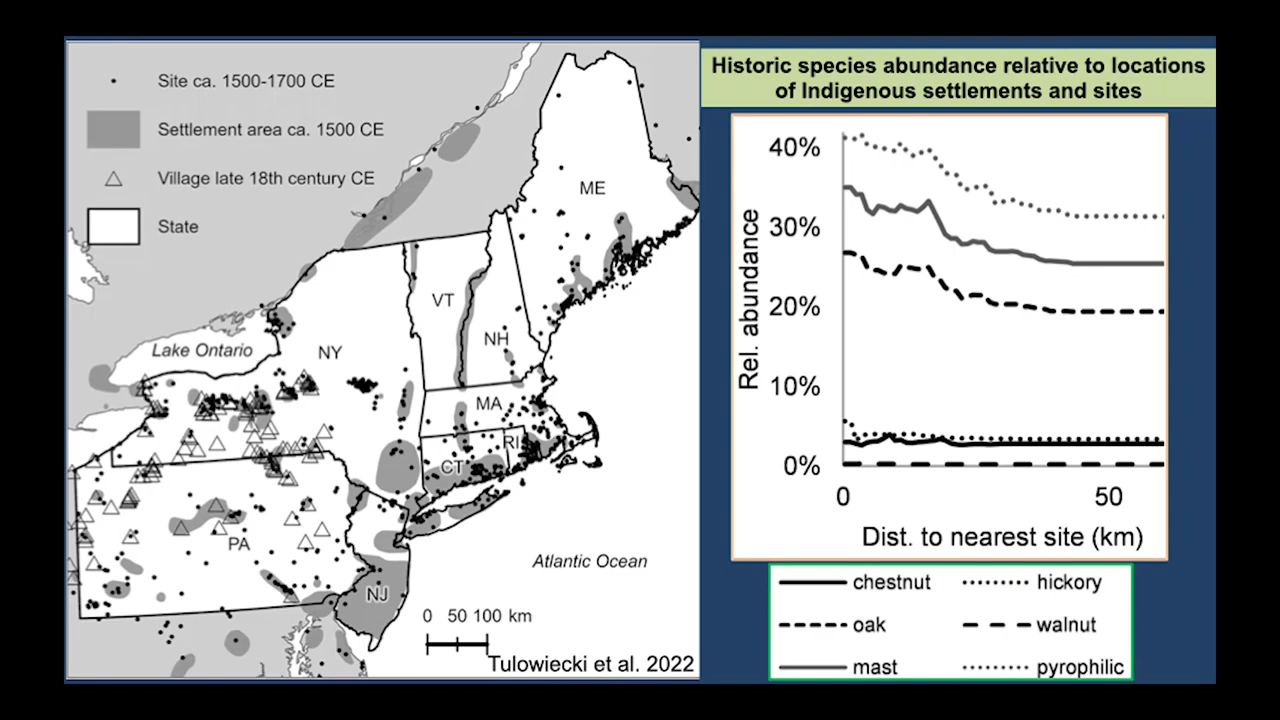 Site ca. 1500-1700 CE
Settlement area ca. 1500 CE
Village late 18th century CE
State
ME
VT
NH
NY
Lake Ontario
MA
RI
CT
PA
NJ
Atlantic Ocean
0 50 100 km
Tulowiecki et al. 2022
Historic species abundance relative to locations
of Indigenous settlements and sites
40%
30%
20%
10%
0%
Rel. abundance
0 50
Dist. to nearest site (km)
chestnut hickory
oak walnut
mast pyrophilic